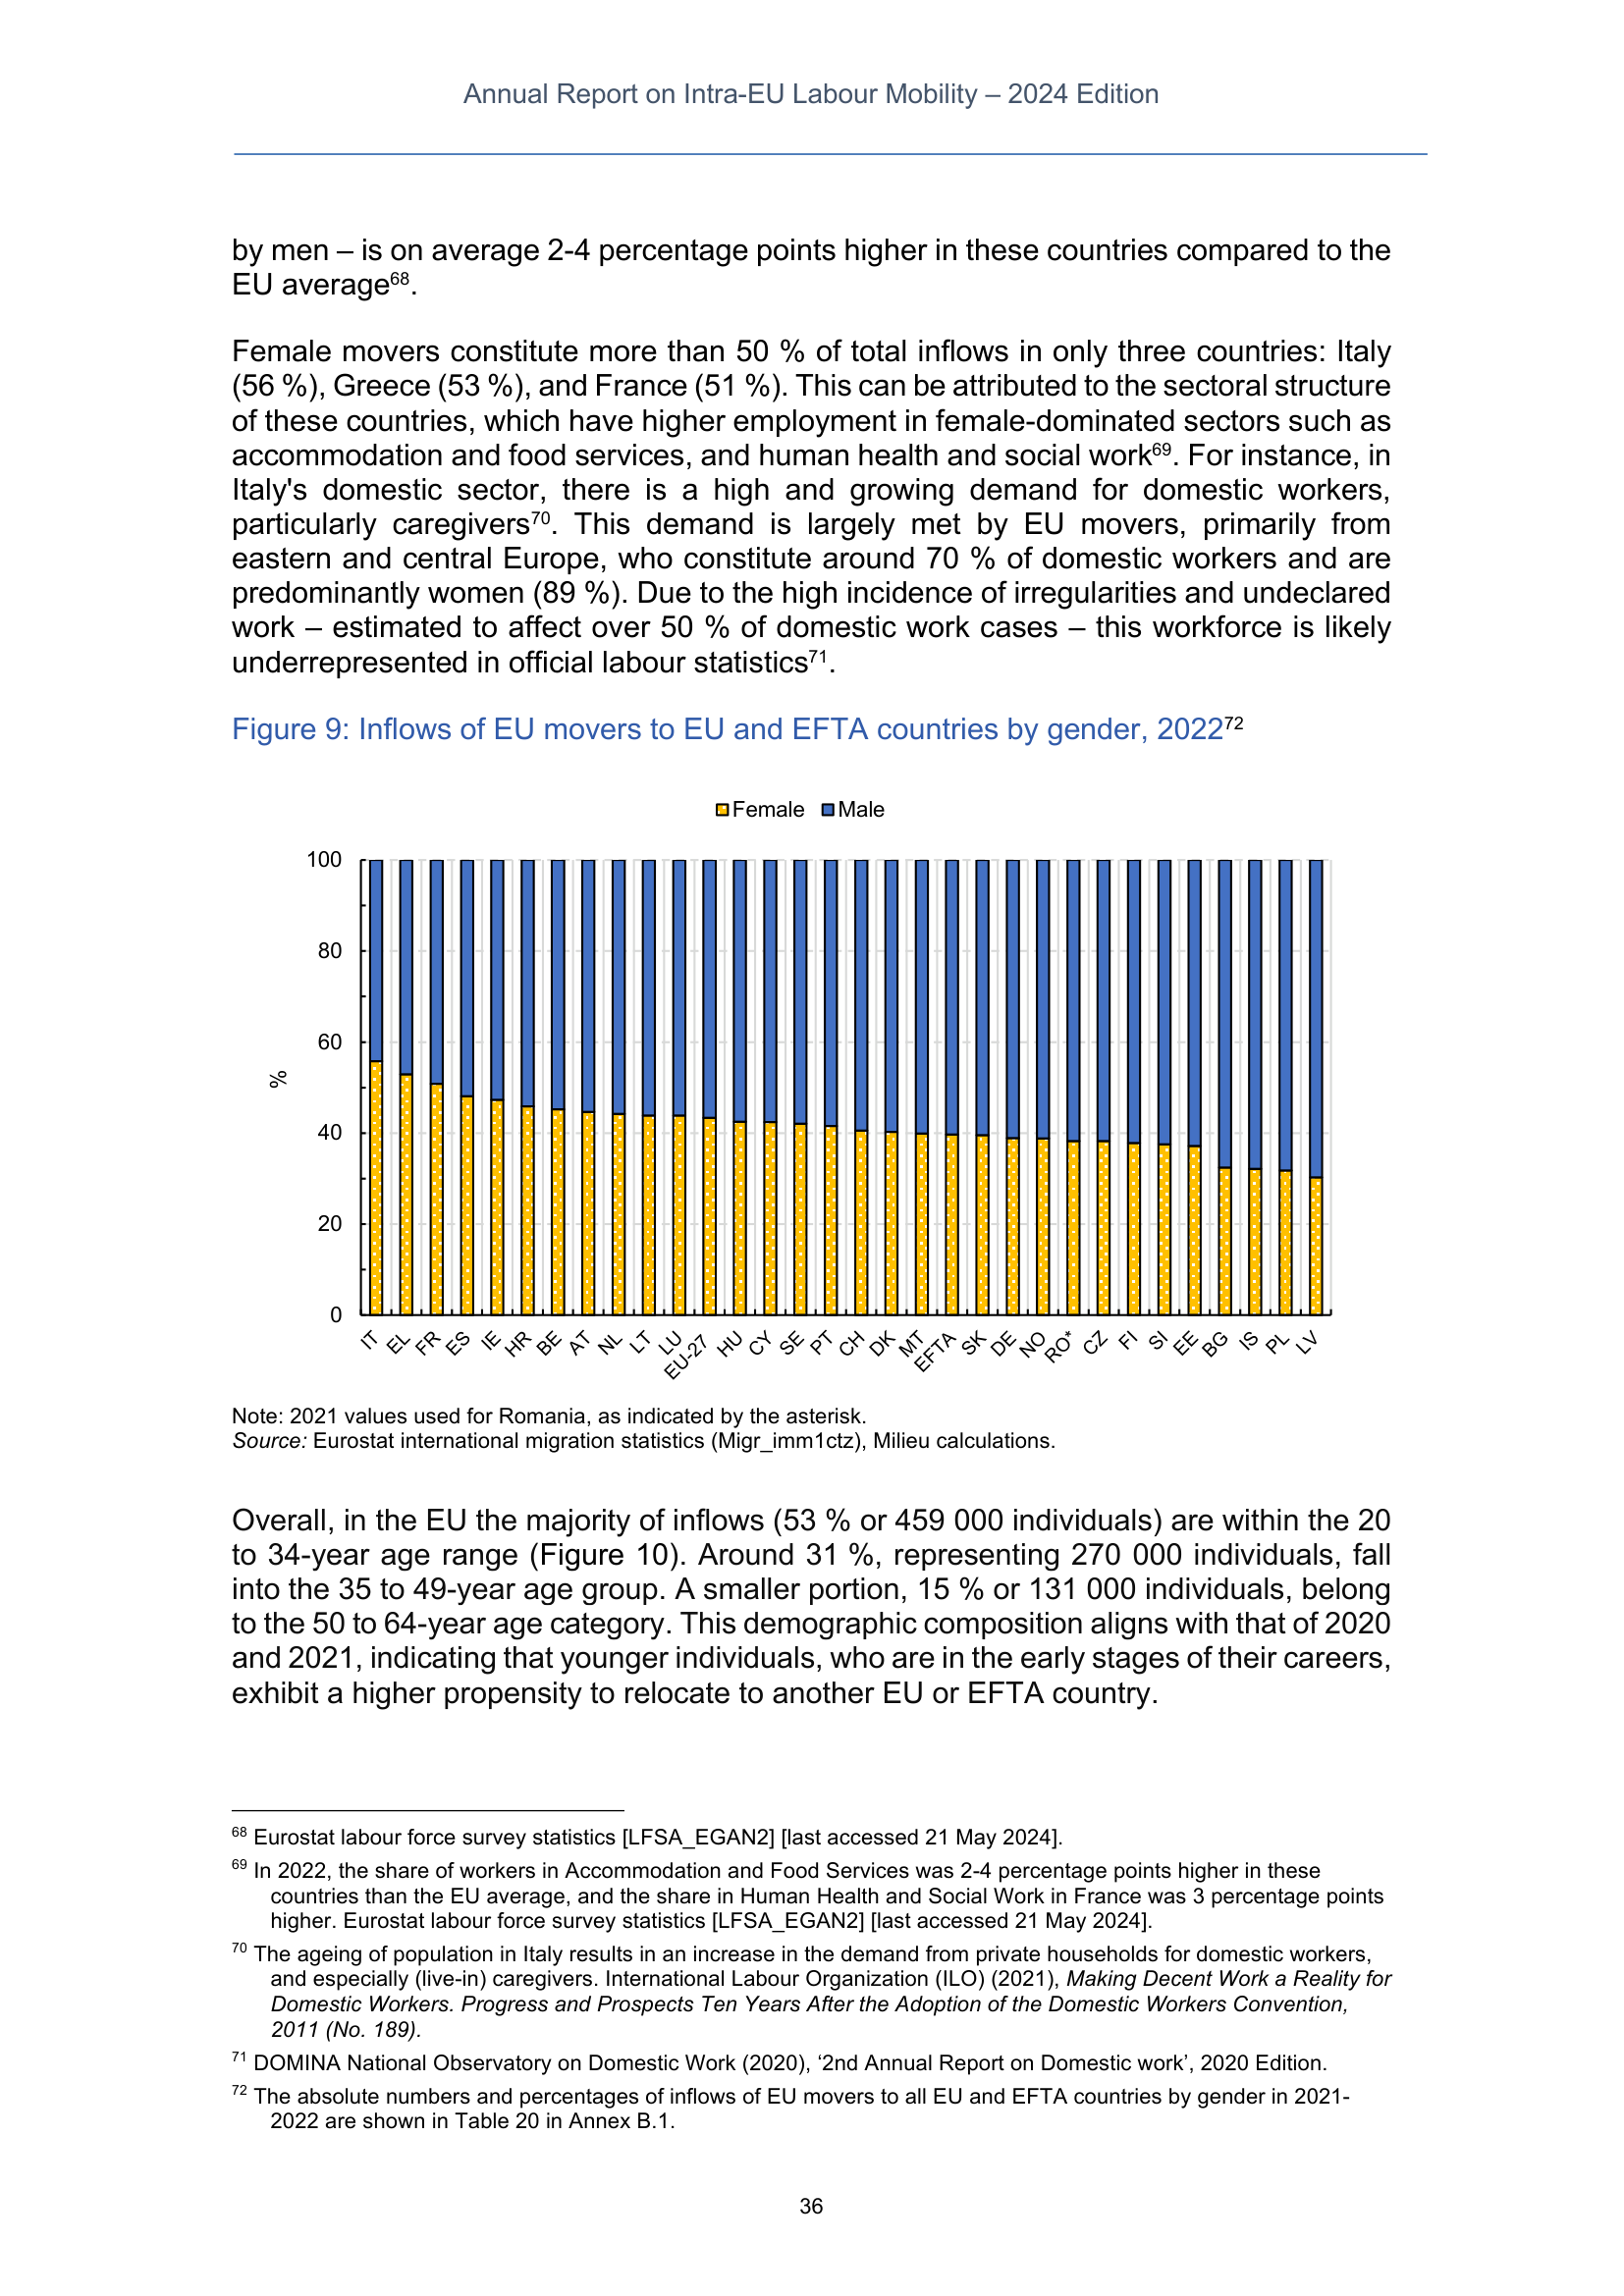 Annual Report on Intra-EU Labour Mobility – 2024 Edition
by men – is on average 2-4 percentage points higher in these countries compared to the
EU average68.
Female movers constitute more than 50 % of total inflows in only three countries: Italy
(56 %), Greece (53 %), and France (51 %). This can be attributed to the sectoral structure
of these countries, which have higher employment in female-dominated sectors such as
accommodation and food services, and human health and social work69. For instance, in
Italy's domestic sector, there is a high and growing demand for domestic workers,
particularly caregivers70. This demand is largely met by EU movers, primarily from
eastern and central Europe, who constitute around 70 % of domestic workers and are
predominantly women (89 %). Due to the high incidence of irregularities and undeclared
work – estimated to affect over 50 % of domestic work cases – this workforce is likely
underrepresented in official labour statistics71.
Figure 9: Inflows of EU movers to EU and EFTA countries by gender, 202272
Female Male
100
80
60
%
40
20
0
IT EL FR ES IE HR BE AT NL LT LU EU-27 HU CY SE PT CH DK MT EFTA SK DE NO RO* CZ FI SI EE BG IS PL LV
Note: 2021 values used for Romania, as indicated by the asterisk.
Source: Eurostat international migration statistics (Migr_imm1ctz), Milieu calculations.
Overall, in the EU the majority of inflows (53 % or 459 000 individuals) are within the 20
to 34-year age range (Figure 10). Around 31 %, representing 270 000 individuals, fall
into the 35 to 49-year age group. A smaller portion, 15 % or 131 000 individuals, belong
to the 50 to 64-year age category. This demographic composition aligns with that of 2020
and 2021, indicating that younger individuals, who are in the early stages of their careers,
exhibit a higher propensity to relocate to another EU or EFTA country.
68 Eurostat labour force survey statistics [LFSA_EGAN2] [last accessed 21 May 2024].
69 In 2022, the share of workers in Accommodation and Food Services was 2-4 percentage points higher in these
countries than the EU average, and the share in Human Health and Social Work in France was 3 percentage points
higher. Eurostat labour force survey statistics [LFSA_EGAN2] [last accessed 21 May 2024].
70 The ageing of population in Italy results in an increase in the demand from private households for domestic workers,
and especially (live-in) caregivers. International Labour Organization (ILO) (2021), Making Decent Work a Reality for
Domestic Workers. Progress and Prospects Ten Years After the Adoption of the Domestic Workers Convention,
2011 (No. 189).
71 DOMINA National Observatory on Domestic Work (2020), ‘2nd Annual Report on Domestic work’, 2020 Edition.
72 The absolute numbers and percentages of inflows of EU movers to all EU and EFTA countries by gender in 2021-
2022 are shown in Table 20 in Annex B.1.
36